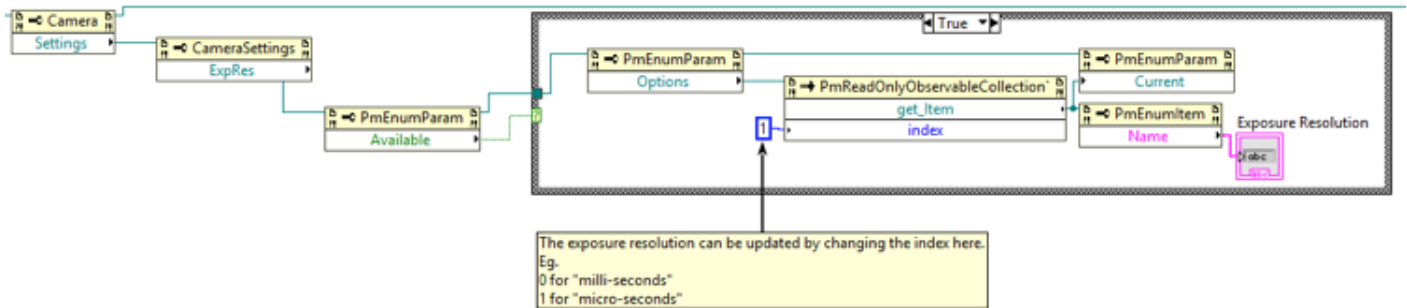 Camera
Settings
CameraSettings
ExpRes
PmEnumParam
Available
True
PmEnumParam
Options
PmReadOnlyObservableCollection`
get_Item
index
1
PmEnumParam
Current
PmEnumItem
Name
Exposure Resolution
abc
The exposure resolution can be updated by changing the index here.
Eg.
0 for "milli-seconds"
1 for "micro-seconds"